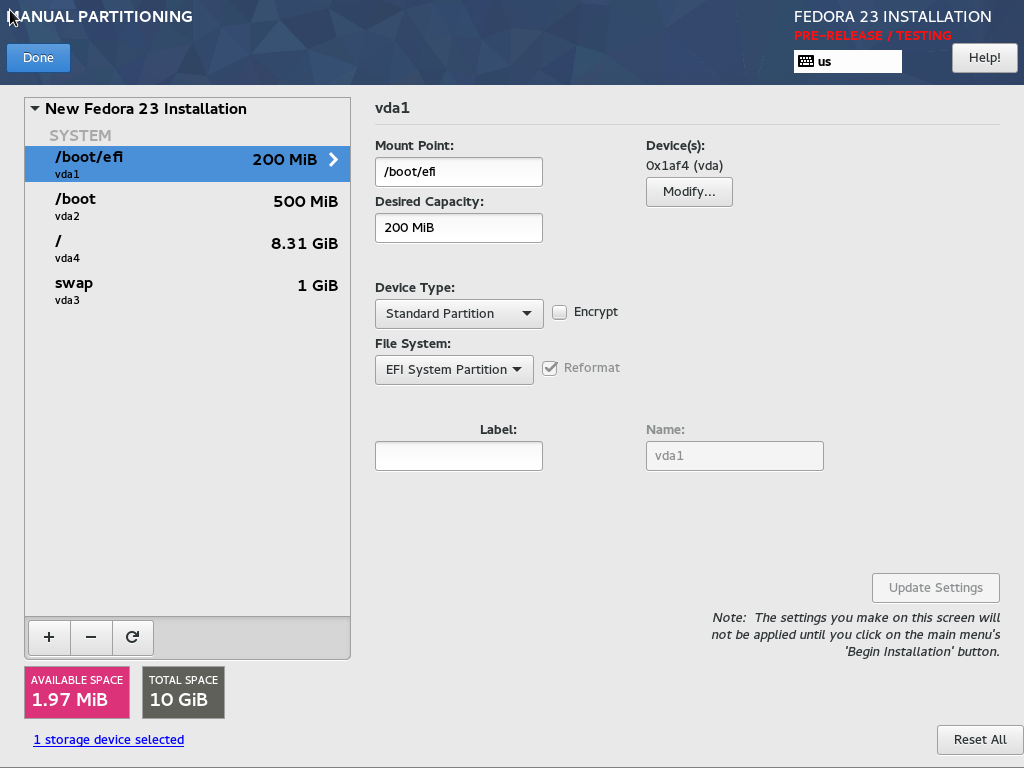 MANUAL PARTITIONING
FEDORA 23 INSTALLATION
PRE-RELEASE / TESTING
Done
us
Help!
New Fedora 23 Installation
SYSTEM
/boot/efi 200 MiB
vda1
/boot 500 MiB
vda2
/ 8.31 GiB
vda4
swap 1 GiB
vda3
+ −
AVAILABLE SPACE
1.97 MiB
TOTAL SPACE
10 GiB
1 storage device selected
vda1
Mount Point:
/boot/efi
Desired Capacity:
200 MiB
Device(s):
0x1af4 (vda)
Modify...
Device Type:
Standard Partition
Encrypt
File System:
EFI System Partition
Reformat
Label:
Name:
vda1
Update Settings
Note: The settings you make on this screen will
not be applied until you click on the main menu's
'Begin Installation' button.
Reset All